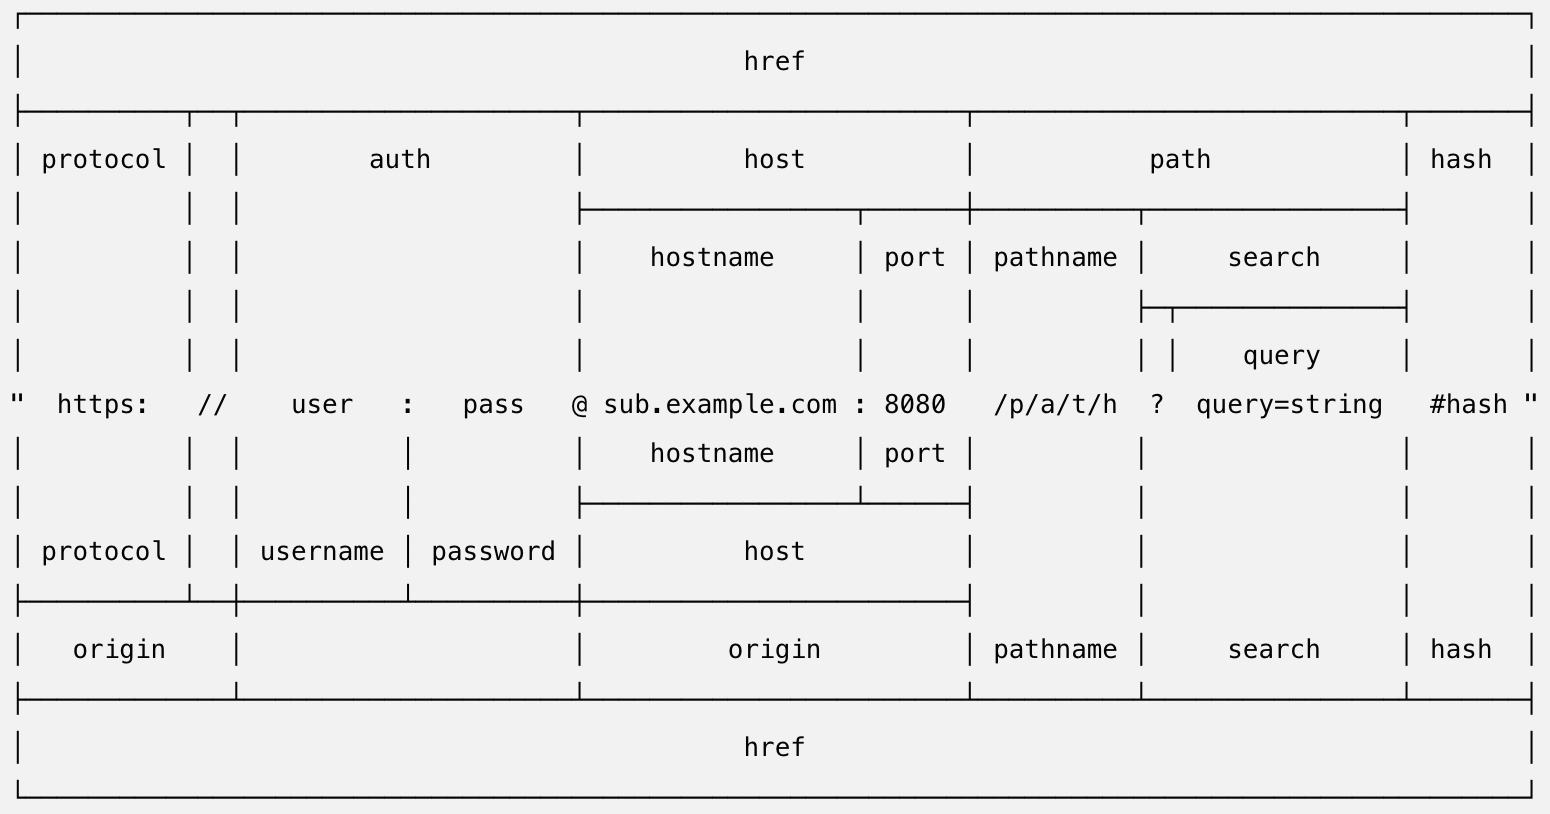 href
protocol auth host path hash
hostname port pathname search
query
" https: // user : pass @ sub.example.com : 8080 /p/a/t/h ? query=string #hash "
hostname port
protocol username password host
origin origin pathname search hash
href